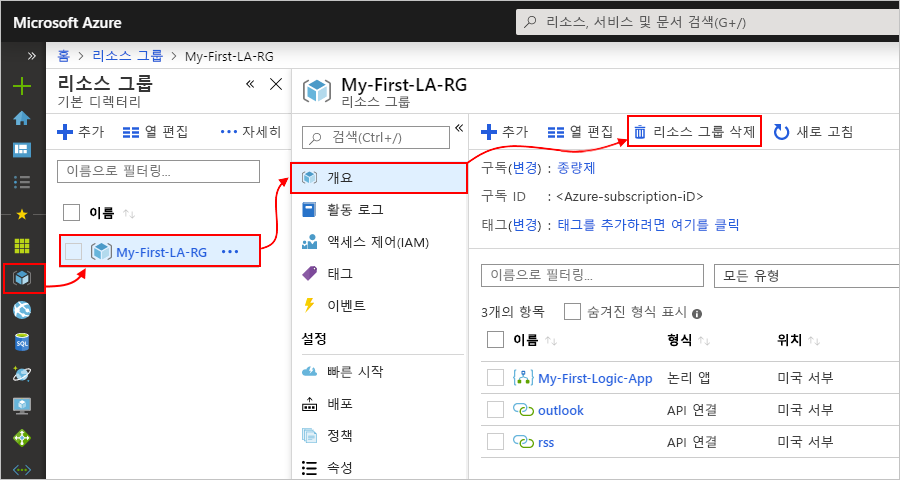 Microsoft Azure
리소스, 서비스 및 문서 검색(G+/)
»
홈 > 리소스 그룹 > My-First-LA-RG
리소스 그룹
기본 디렉터리
추가
열 편집
자세히
이름으로 필터링...
이름
My-First-LA-RG
My-First-LA-RG
리소스 그룹
검색(Ctrl+/)
개요
활동 로그
액세스 제어(IAM)
태그
이벤트
설정
빠른 시작
배포
정책
속성
추가
열 편집
리소스 그룹 삭제
새로 고침
구독(변경) : 종량제
구독 ID : <Azure-subscription-iD>
태그(변경) : 태그를 추가하려면 여기를 클릭
이름으로 필터링...
모든 유형
3개의 항목
숨겨진 형식 표시
이름 형식 위치
My-First-Logic-App 논리 앱 미국 서부
outlook API 연결 미국 서부
rss API 연결 미국 서부
SQL